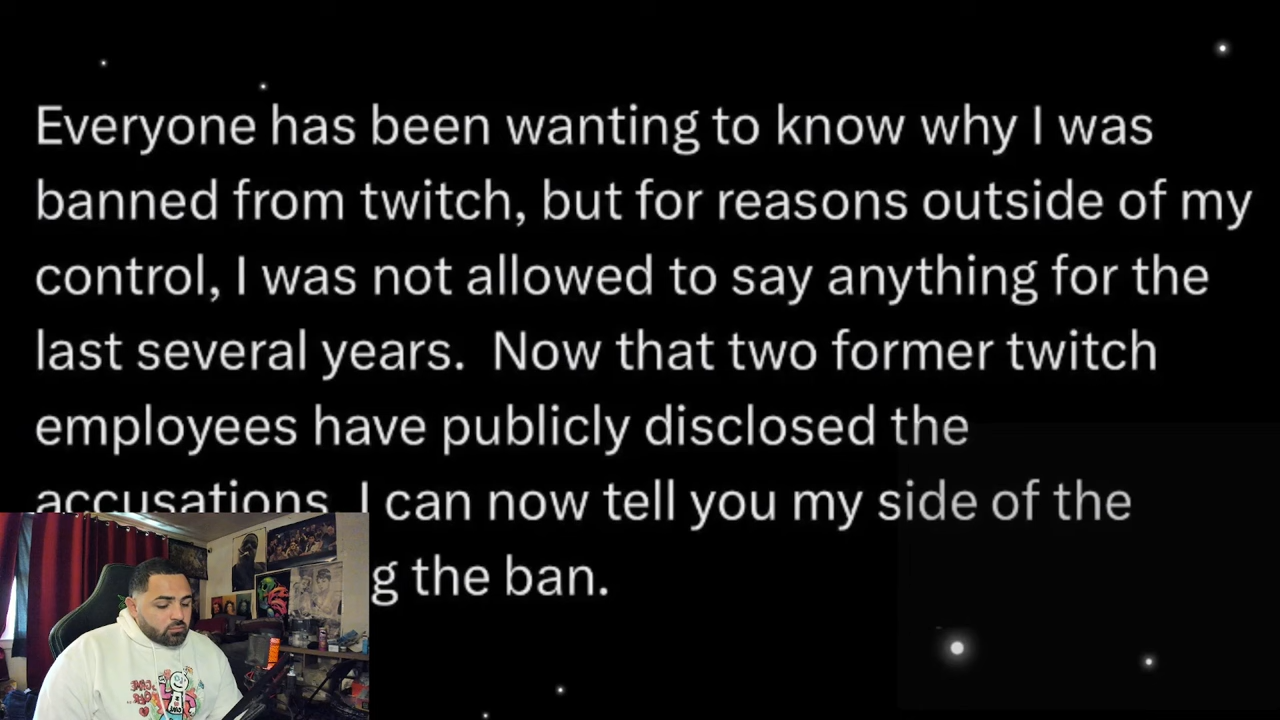 Everyone has been wanting to know why I was
banned from twitch, but for reasons outside of my
control, I was not allowed to say anything for the
last several years.  Now that two former twitch
employees have publicly disclosed the
accusations, I can now tell you my side of the
g the ban.